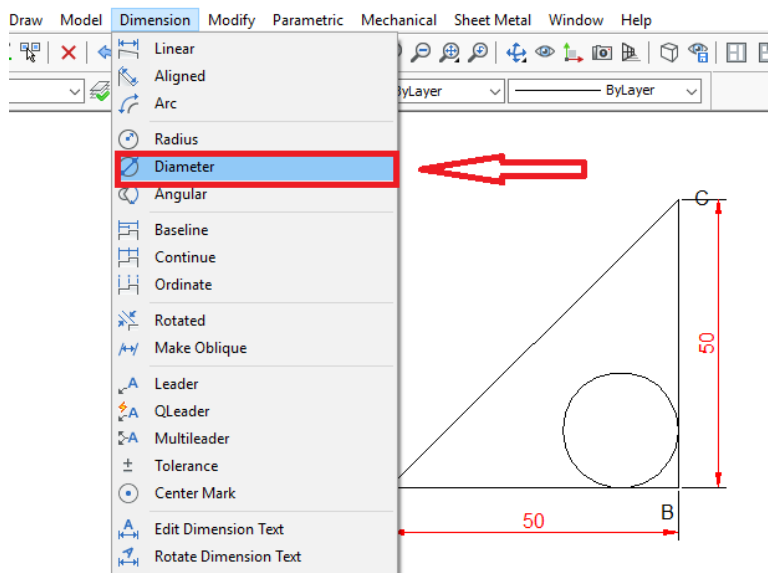 Draw Model Dimension Modify Parametric Mechanical Sheet Metal Window Help
Linear
Aligned
Arc
ByLayer
ByLayer
Radius
Diameter
Angular
Baseline
Continue
Ordinate
Rotated
Make Oblique
Leader
QLeader
Multileader
Tolerance
Center Mark
Edit Dimension Text
Rotate Dimension Text
C
50
B
50